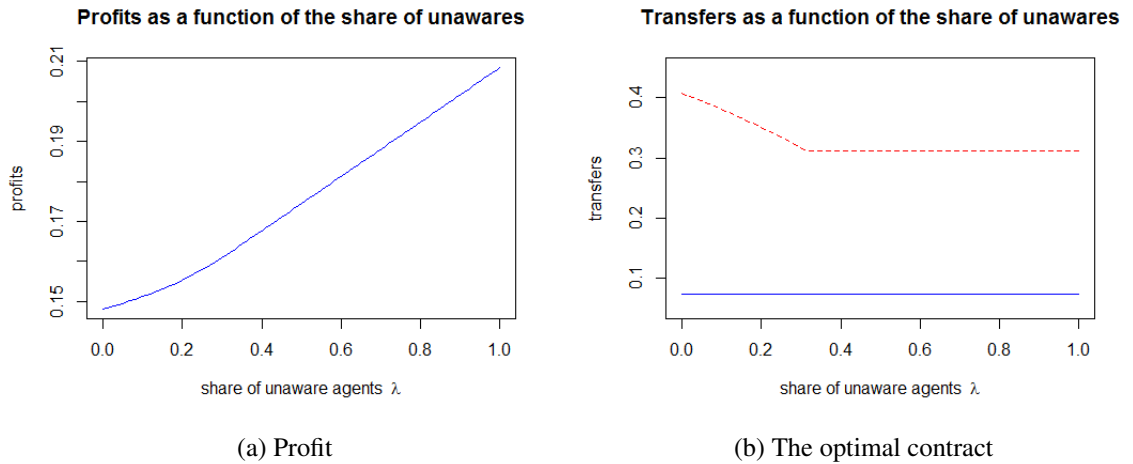 Profits as a function of the share of unawares
0.21
0.19
0.17
0.15
profits
0.0 0.2 0.4 0.6 0.8 1.0
share of unaware agents λ
(a) Profit
Transfers as a function of the share of unawares
0.4
0.3
0.2
0.1
transfers
0.0 0.2 0.4 0.6 0.8 1.0
share of unaware agents λ
(b) The optimal contract